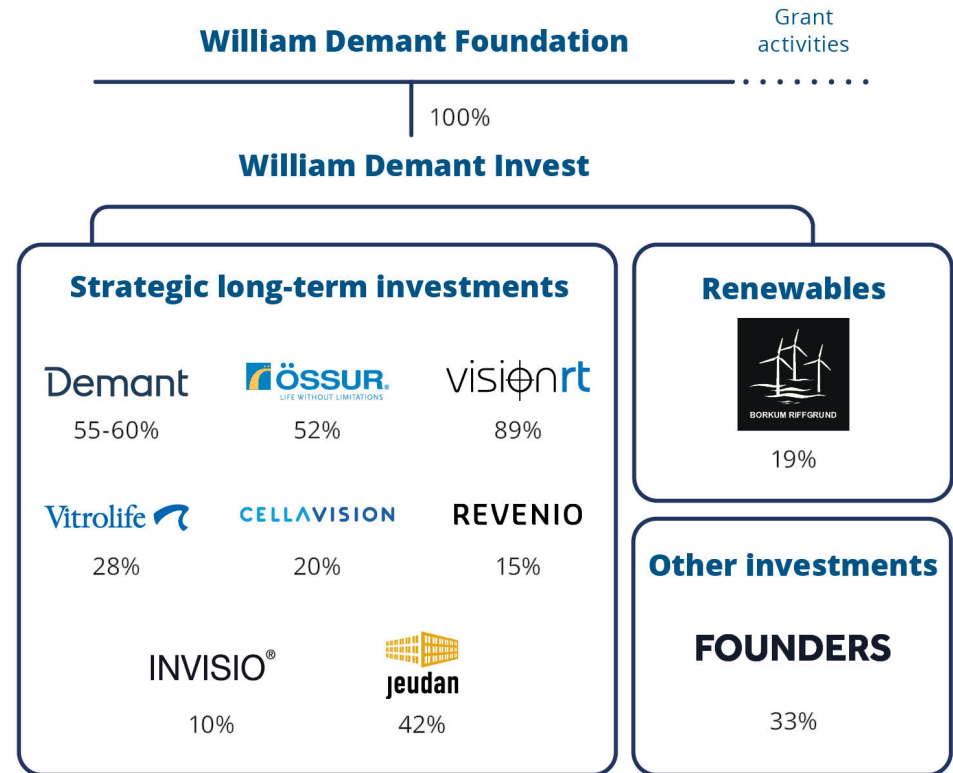 William Demant Foundation
Grant
activities
100%
William Demant Invest
Strategic long-term investments
Demant
55-60%
ÖSSUR®
LIFE WITHOUT LIMITATIONS
52%
visionrt
89%
Vitrolife
28%
CELLAVISION
20%
REVENIO
15%
INVISIO®
10%
jeudan
42%
Renewables
BORKUM RIFFGRUND
19%
Other investments
FOUNDERS
33%